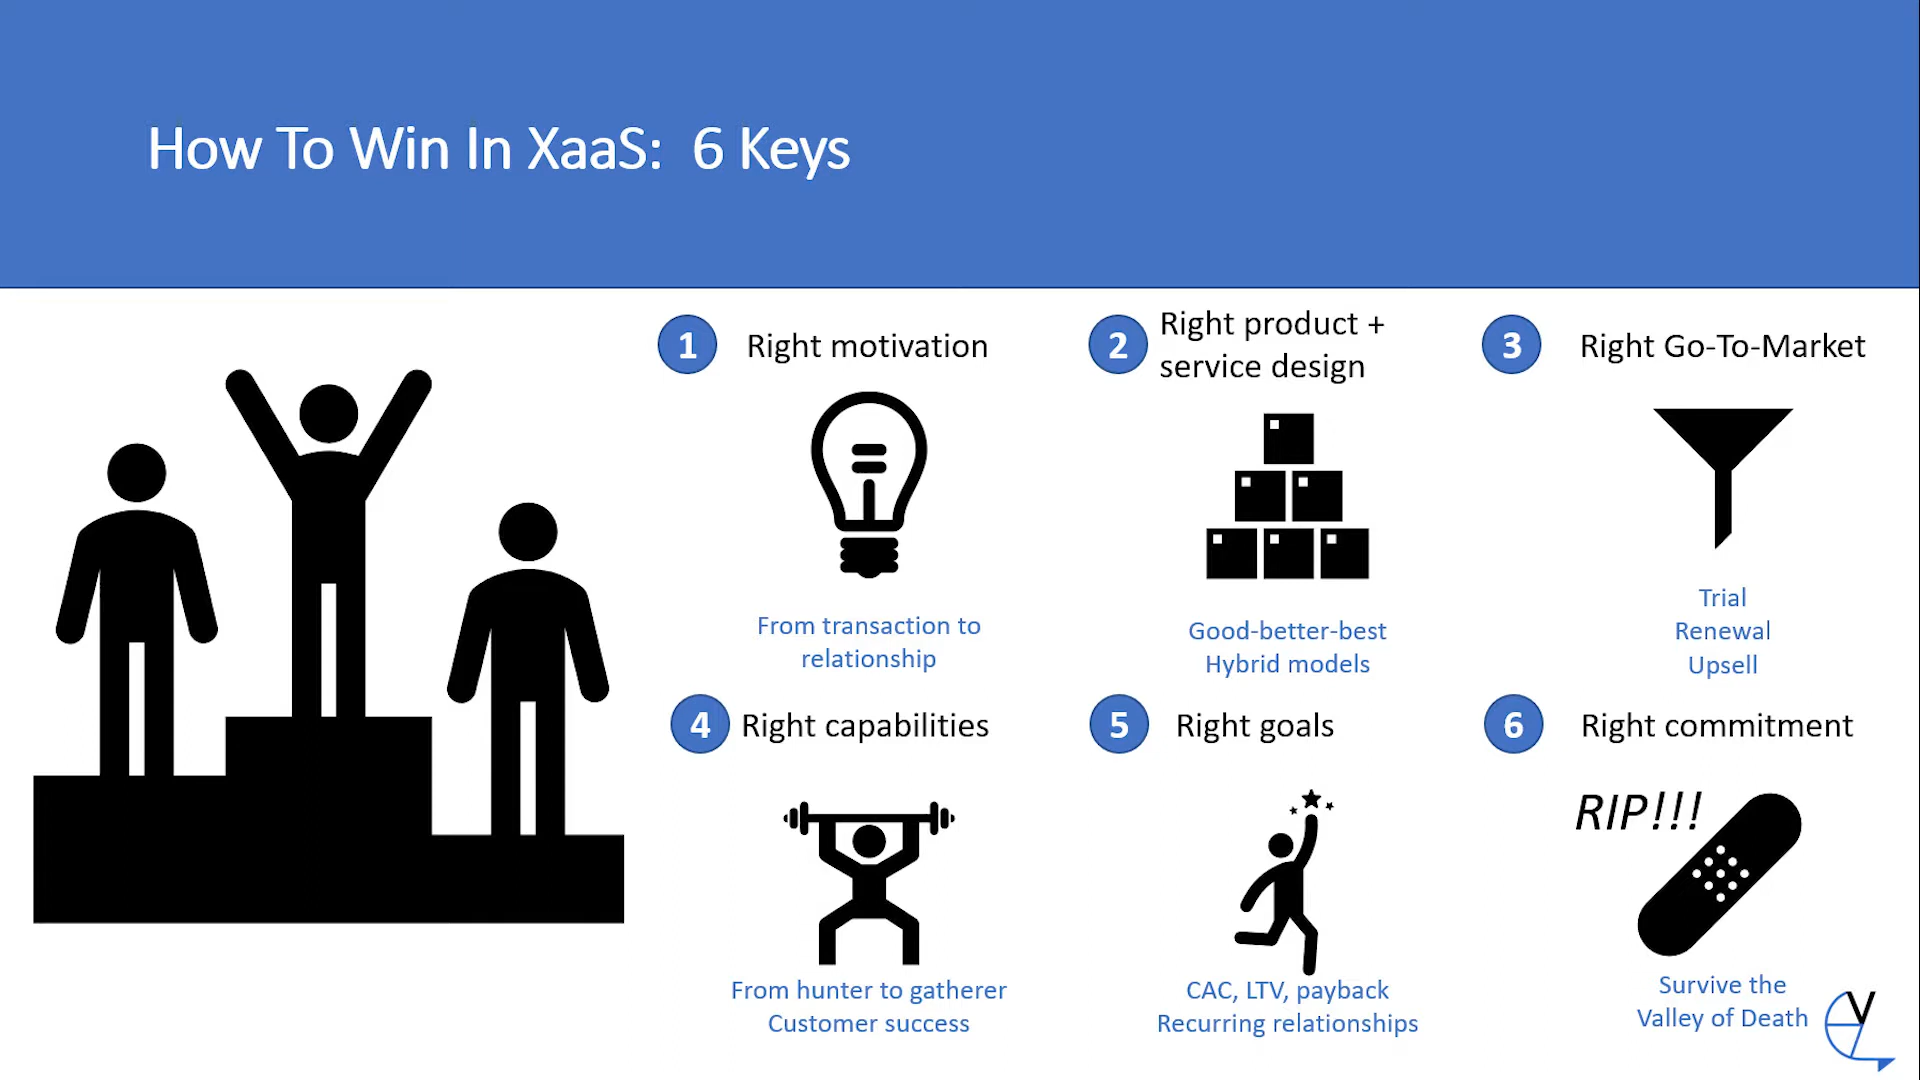 How To Win In XaaS:  6 Keys
1 Right motivation
From transaction to
relationship
2 Right product +
service design
Good-better-best
Hybrid models
3 Right Go-To-Market
Trial
Renewal
Upsell
4 Right capabilities
From hunter to gatherer
Customer success
5 Right goals
CAC, LTV, payback
Recurring relationships
6 Right commitment
RIP!!!
Survive the
Valley of Death